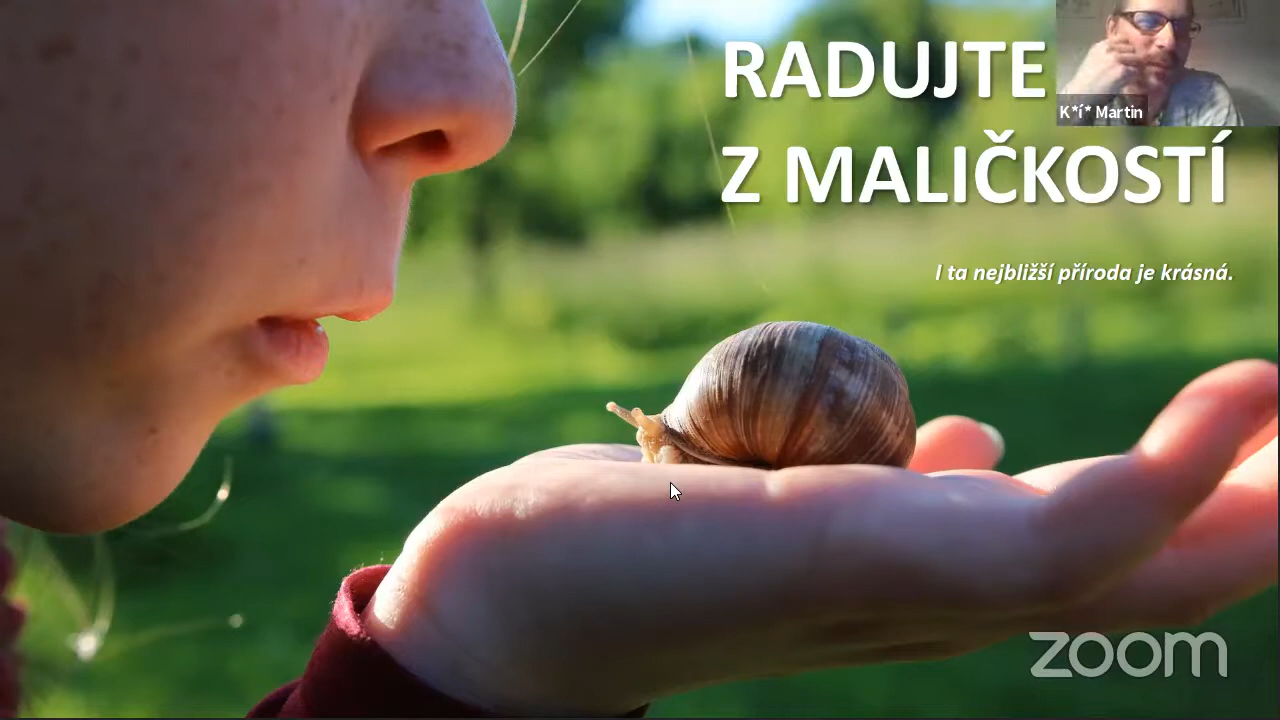 RADUJTE
K*í* Martin
Z MALIČKOSTÍ
I ta nejbližší příroda je krásná.
zoom